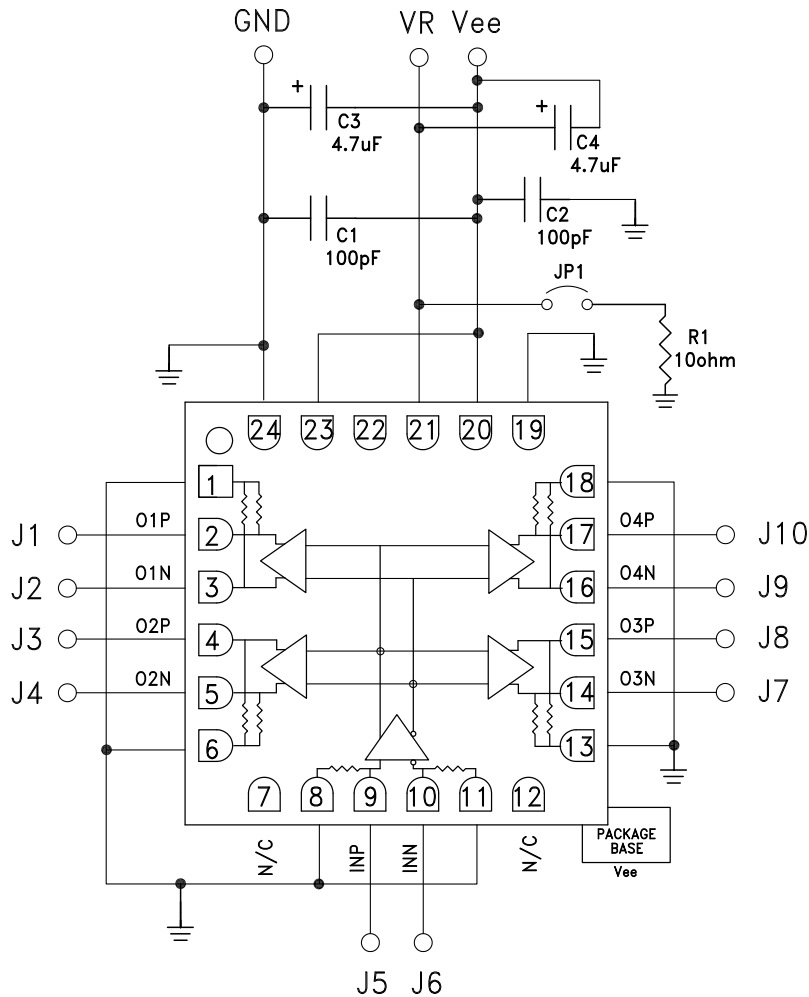 GND VR Vee
+ C3 4.7uF
+ C4 4.7uF
C1 100pF
C2 100pF
JP1
R1 10ohm
24 23 22 21 20 19
1 18
J1 O1P 2 17 O4P J10
J2 O1N 3 16 O4N J9
J3 O2P 4 15 O3P J8
J4 O2N 5 14 O3N J7
6 13
7 8 9 10 11 12
N/C INP INN N/C
PACKAGE
BASE
Vee
J5 J6